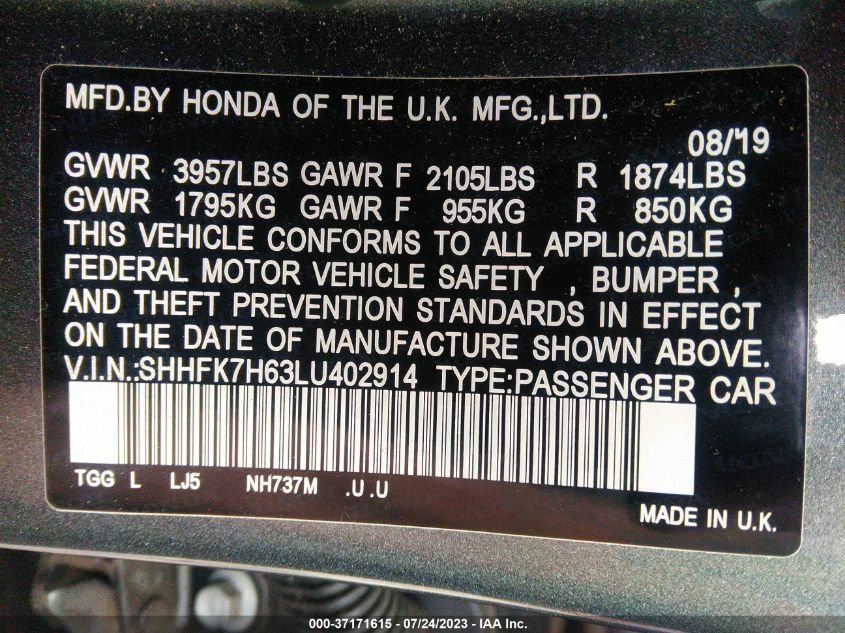 MFD.BY HONDA OF THE U.K. MFG.,LTD.
08/19
GVWR 3957LBS GAWR F 2105LBS R 1874LBS
GVWR 1795KG GAWR F 955KG R 850KG
THIS VEHICLE CONFORMS TO ALL APPLICABLE
FEDERAL MOTOR VEHICLE SAFETY , BUMPER ,
AND THEFT PREVENTION STANDARDS IN EFFECT
ON THE DATE OF MANUFACTURE SHOWN ABOVE.
V.I.N.:SHHFK7H63LU402914 TYPE:PASSENGER CAR
TGG L LJ5 NH737M .U .U
MADE IN U.K.
000-37171615 - 07/24/2023 - IAA Inc.